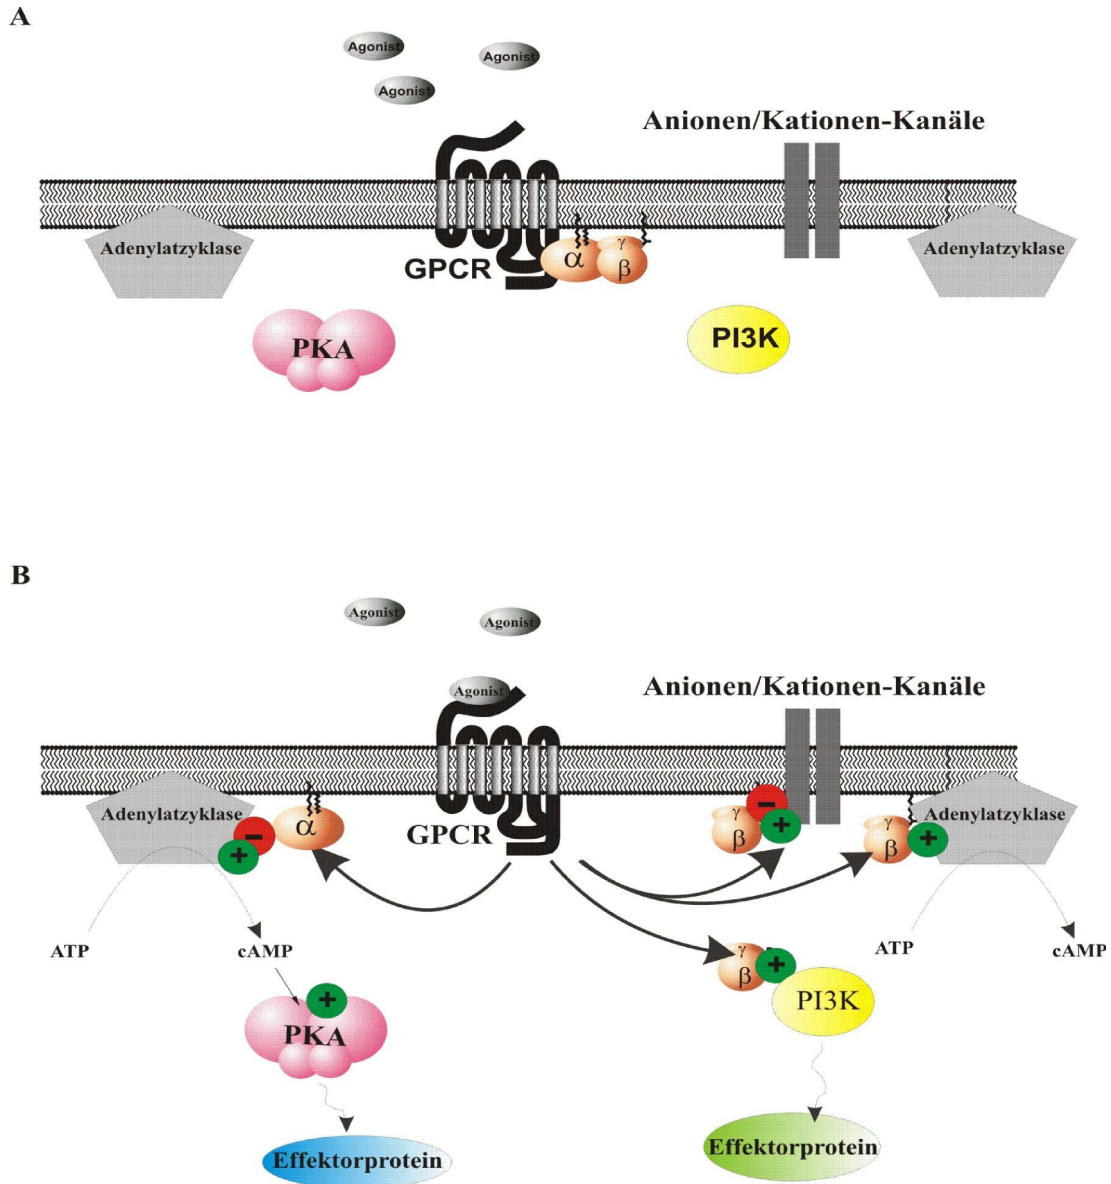 A
Agonist
Agonist
Agonist
Anionen/Kationen-Kanäle
Adenylatzyklase
GPCR
α
γ
β
Adenylatzyklase
PKA
PI3K
B
Agonist
Agonist
Agonist
Anionen/Kationen-Kanäle
Adenylatzyklase
–
+
α
GPCR
γ
β
–
+
γ
β
+
Adenylatzyklase
ATP
cAMP
γ
β
+
ATP
cAMP
+
PKA
PI3K
Effektorprotein
Effektorprotein